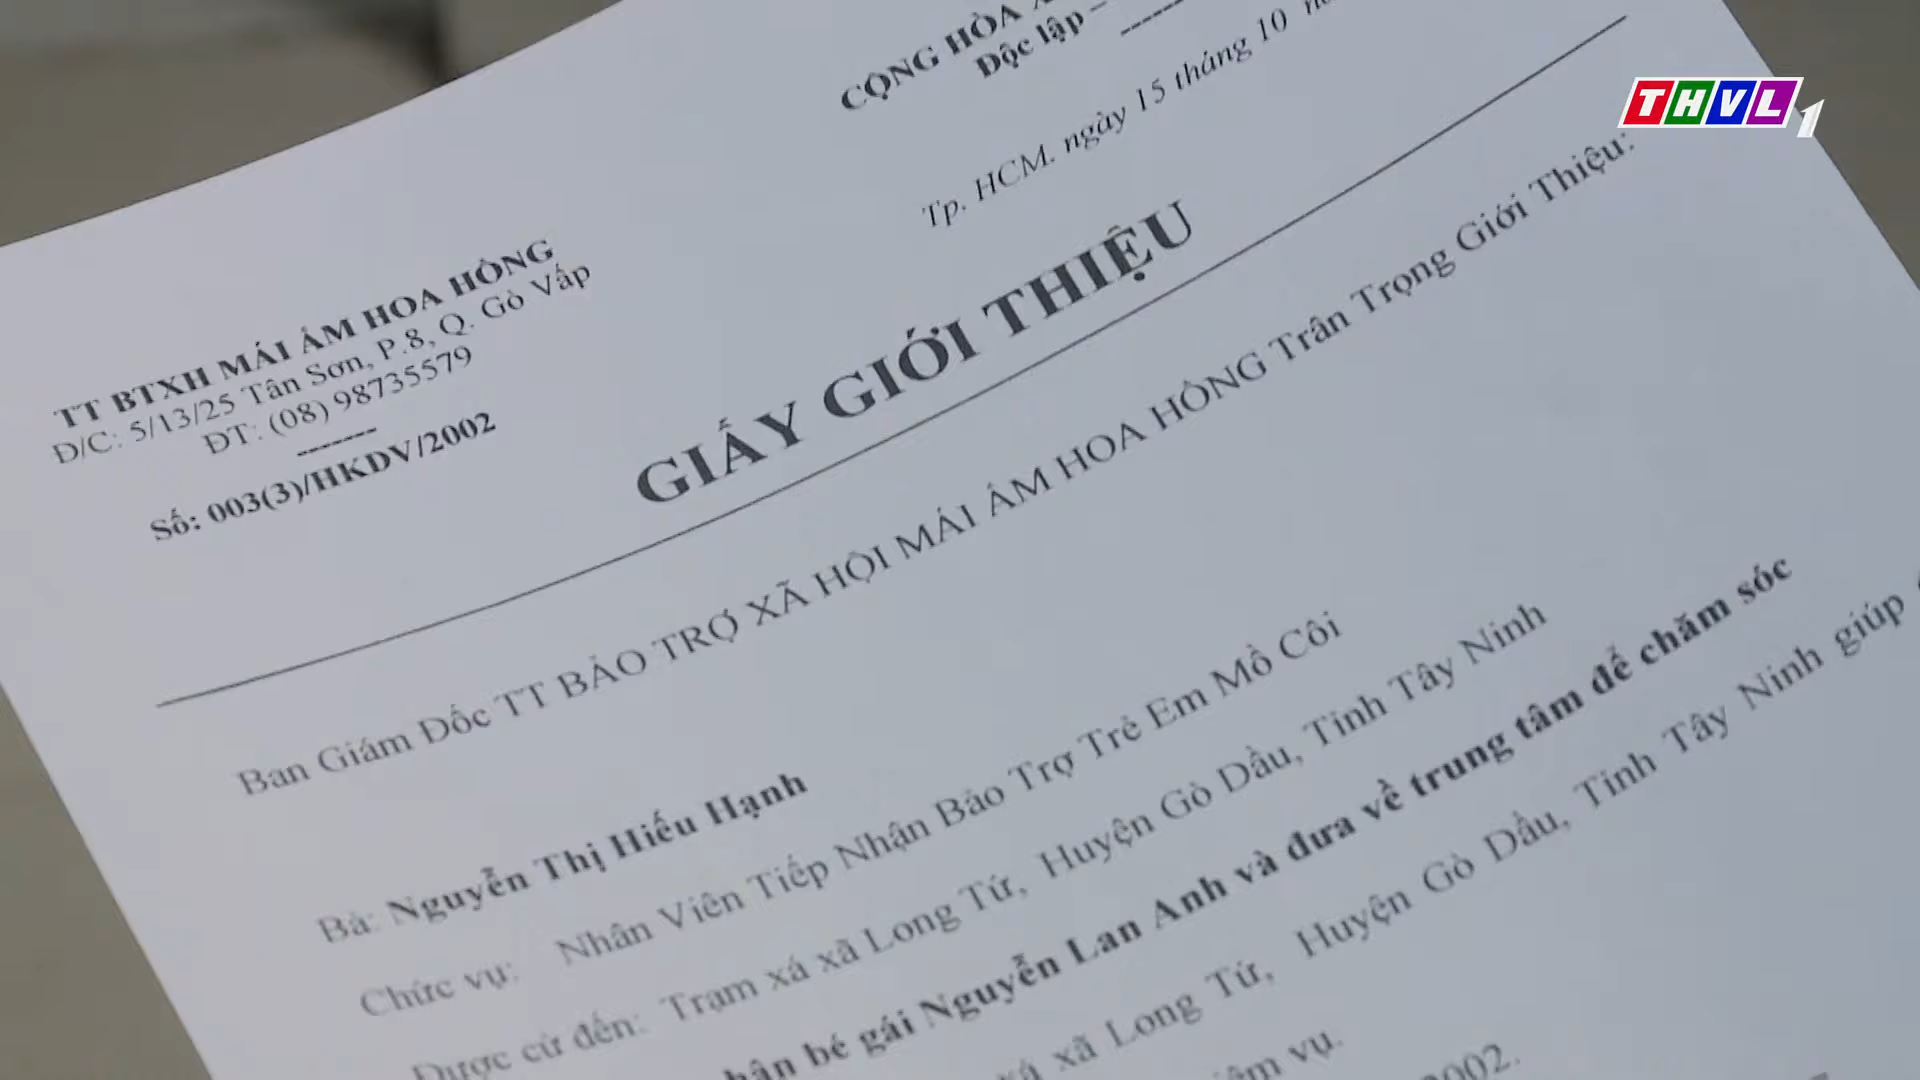 THVL1
CỘNG HÒA
Độc lập –
Tp. HCM. ngày 15 tháng 10
TT BTXH MÁI ẤM HOA HỒNG
Đ/C: 5/13/25 Tân Sơn, P.8, Q. Gò Vấp
ĐT: (08) 98735579
-------
Số: 003(3)/HKDV/2002
GIẤY GIỚI THIỆU
Ban Giám Đốc TT BẢO TRỢ XÃ HỘI MÁI ẤM HOA HỒNG Trân Trọng Giới Thiệu:
Bà: Nguyễn Thị Hiếu Hạnh
Chức vụ: Nhân Viên Tiếp Nhận Bảo Trợ Trẻ Em Mồ Côi
Được cử đến: Trạm xá xã Long Tứ, Huyện Gò Dầu, Tỉnh Tây Ninh
bé gái Nguyễn Lan Anh và đưa về trung tâm để chăm sóc
xã Long Tứ, Huyện Gò Dầu, Tỉnh Tây Ninh giúp
vụ.
2002.